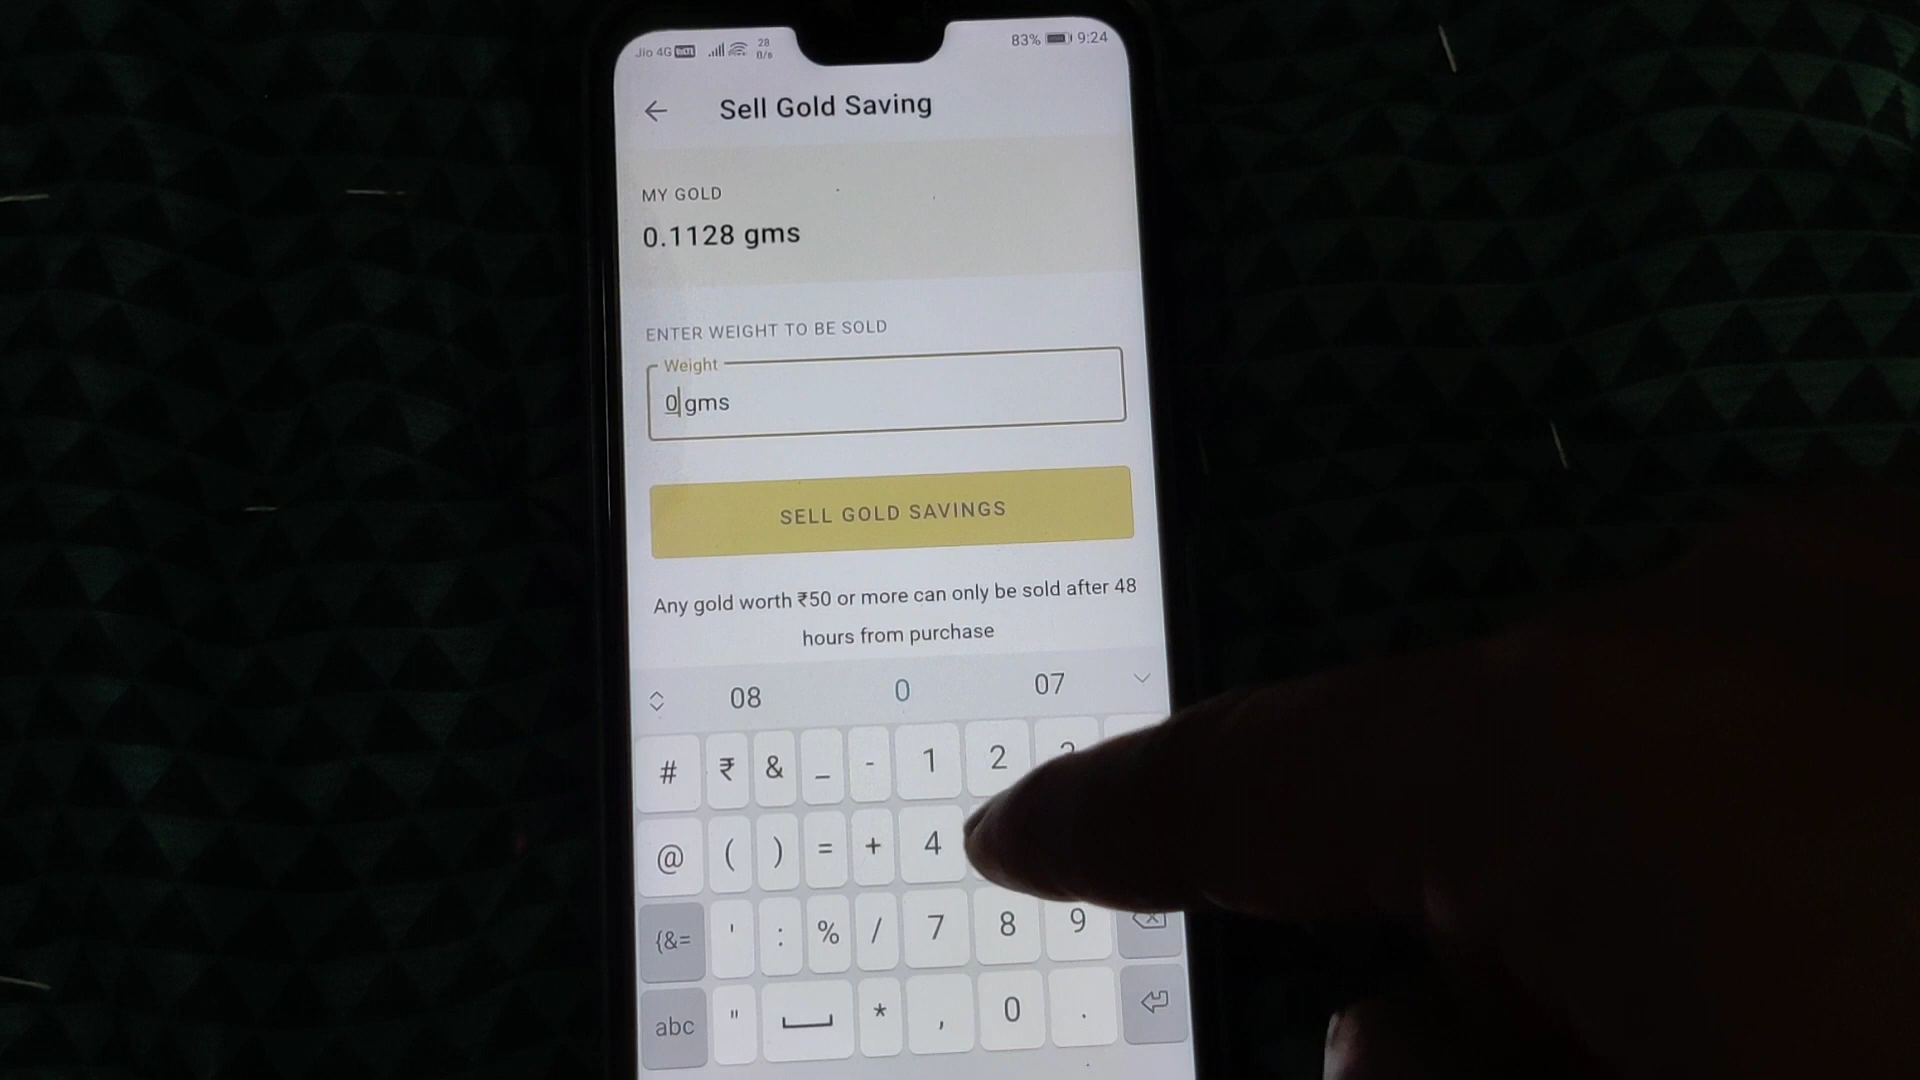 Jio 4G VoLTE 28 B/s 83% 9:24
Sell Gold Saving
MY GOLD
0.1128 gms
ENTER WEIGHT TO BE SOLD
Weight
0 gms
SELL GOLD SAVINGS
Any gold worth ₹50 or more can only be sold after 48
hours from purchase
08 0 07
# ₹ & _ - 1 2
@ ( ) = + 4
{&= ' : % / 7 8 9
abc " * , 0 .